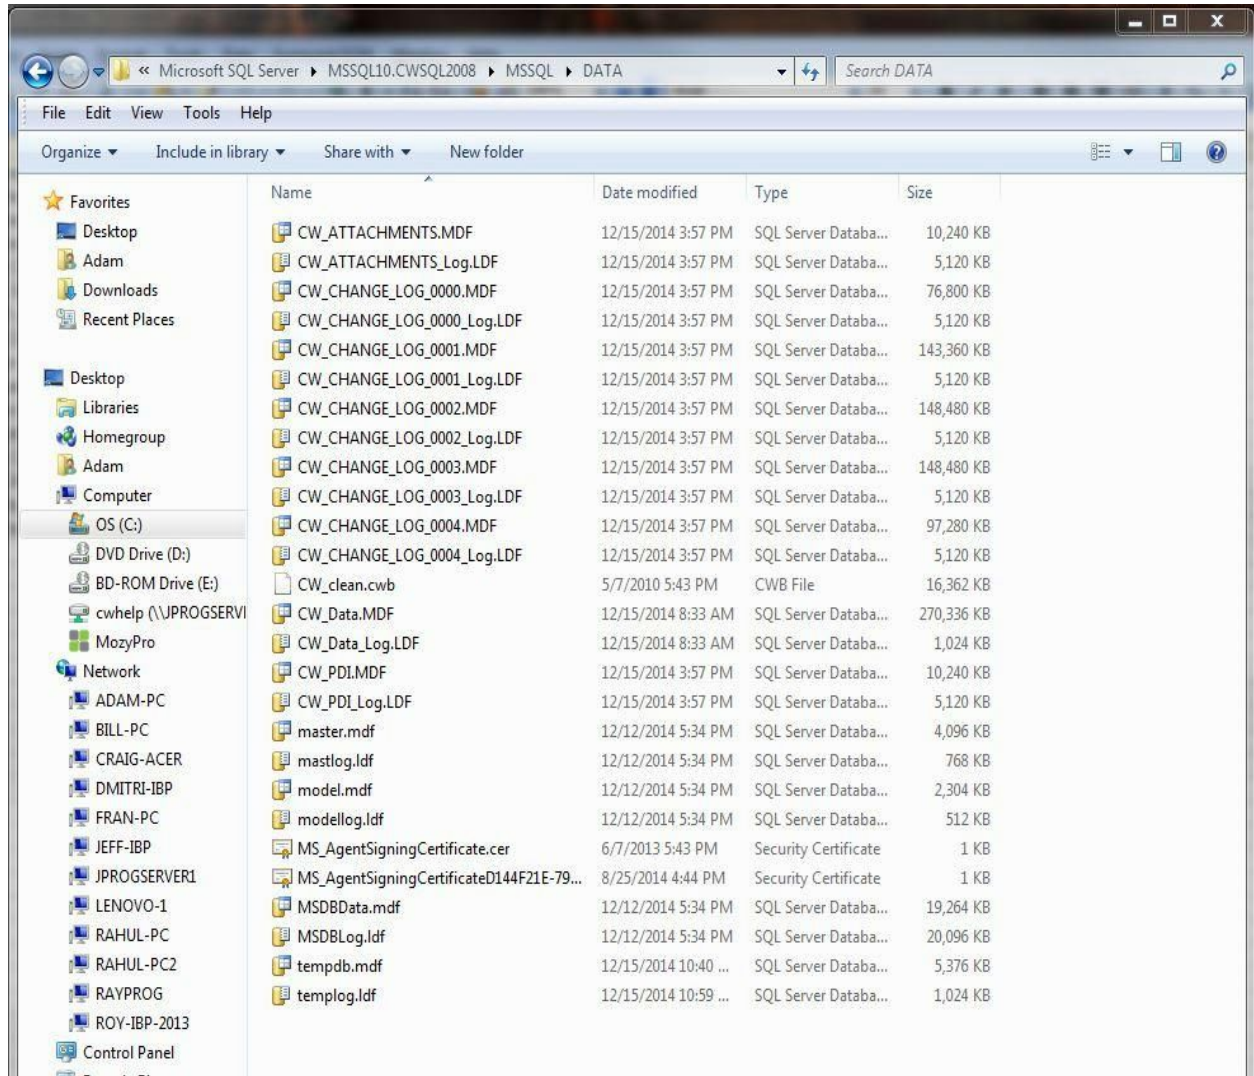 « Microsoft SQL Server MSSQL10.CWSQL2008 MSSQL DATA Search DATA
File Edit View Tools Help
Organize Include in library Share with New folder
Favorites
Desktop
Adam
Downloads
Recent Places
Desktop
Libraries
Homegroup
Adam
Computer
OS (C:)
DVD Drive (D:)
BD-ROM Drive (E:)
cwhelp (\\JPROGSERVI
MozyPro
Network
ADAM-PC
BILL-PC
CRAIG-ACER
DMITRI-IBP
FRAN-PC
JEFF-IBP
JPROGSERVER1
LENOVO-1
RAHUL-PC
RAHUL-PC2
RAYPROG
ROY-IBP-2013
Control Panel
Name Date modified Type Size
CW_ATTACHMENTS.MDF 12/15/2014 3:57 PM SQL Server Databa... 10,240 KB
CW_ATTACHMENTS_Log.LDF 12/15/2014 3:57 PM SQL Server Databa... 5,120 KB
CW_CHANGE_LOG_0000.MDF 12/15/2014 3:57 PM SQL Server Databa... 76,800 KB
CW_CHANGE_LOG_0000_Log.LDF 12/15/2014 3:57 PM SQL Server Databa... 5,120 KB
CW_CHANGE_LOG_0001.MDF 12/15/2014 3:57 PM SQL Server Databa... 143,360 KB
CW_CHANGE_LOG_0001_Log.LDF 12/15/2014 3:57 PM SQL Server Databa... 5,120 KB
CW_CHANGE_LOG_0002.MDF 12/15/2014 3:57 PM SQL Server Databa... 148,480 KB
CW_CHANGE_LOG_0002_Log.LDF 12/15/2014 3:57 PM SQL Server Databa... 5,120 KB
CW_CHANGE_LOG_0003.MDF 12/15/2014 3:57 PM SQL Server Databa... 148,480 KB
CW_CHANGE_LOG_0003_Log.LDF 12/15/2014 3:57 PM SQL Server Databa... 5,120 KB
CW_CHANGE_LOG_0004.MDF 12/15/2014 3:57 PM SQL Server Databa... 97,280 KB
CW_CHANGE_LOG_0004_Log.LDF 12/15/2014 3:57 PM SQL Server Databa... 5,120 KB
CW_clean.cwb 5/7/2010 5:43 PM CWB File 16,362 KB
CW_Data.MDF 12/15/2014 8:33 AM SQL Server Databa... 270,336 KB
CW_Data_Log.LDF 12/15/2014 8:33 AM SQL Server Databa... 1,024 KB
CW_PDI.MDF 12/15/2014 3:57 PM SQL Server Databa... 10,240 KB
CW_PDI_Log.LDF 12/15/2014 3:57 PM SQL Server Databa... 5,120 KB
master.mdf 12/12/2014 5:34 PM SQL Server Databa... 4,096 KB
mastlog.ldf 12/12/2014 5:34 PM SQL Server Databa... 768 KB
model.mdf 12/12/2014 5:34 PM SQL Server Databa... 2,304 KB
modellog.ldf 12/12/2014 5:34 PM SQL Server Databa... 512 KB
MS_AgentSigningCertificate.cer 6/7/2013 5:43 PM Security Certificate 1 KB
MS_AgentSigningCertificateD144F21E-79... 8/25/2014 4:44 PM Security Certificate 1 KB
MSDBData.mdf 12/12/2014 5:34 PM SQL Server Databa... 19,264 KB
MSDBLog.ldf 12/12/2014 5:34 PM SQL Server Databa... 20,096 KB
tempdb.mdf 12/15/2014 10:40 ... SQL Server Databa... 5,376 KB
templog.ldf 12/15/2014 10:59 ... SQL Server Databa... 1,024 KB